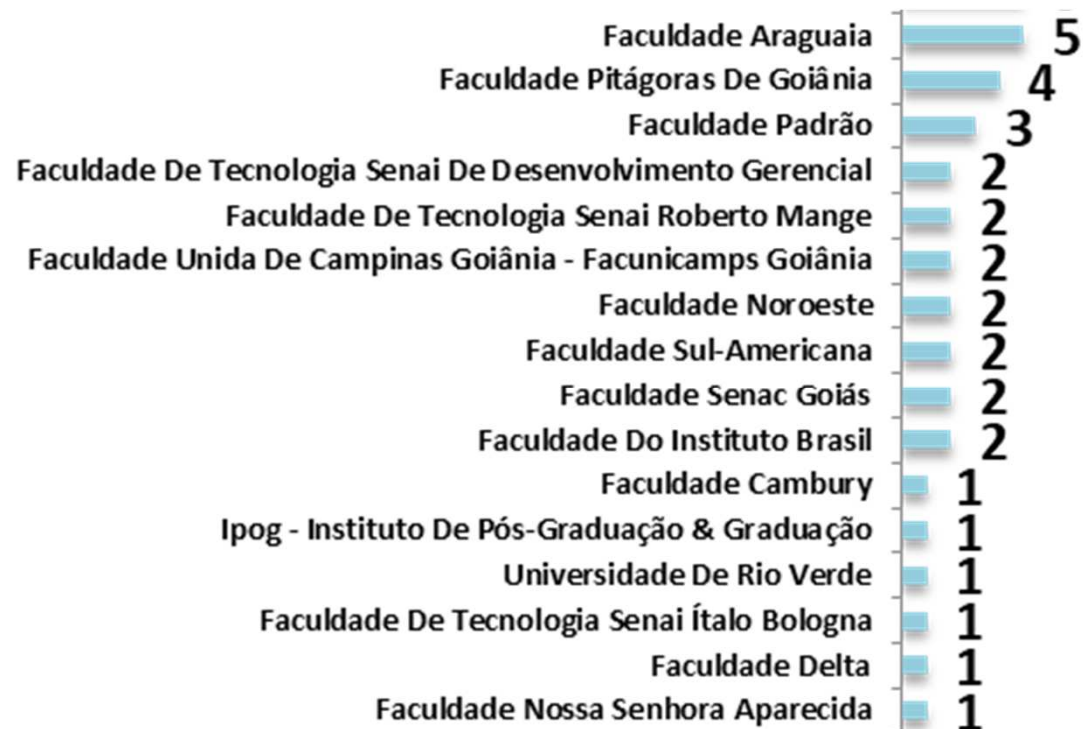 Faculdade Araguaia 5
Faculdade Pitágoras De Goiânia 4
Faculdade Padrão 3
Faculdade De Tecnologia Senai De Desenvolvimento Gerencial 2
Faculdade De Tecnologia Senai Roberto Mange 2
Faculdade Unida De Campinas Goiânia - Facunicamps Goiânia 2
Faculdade Noroeste 2
Faculdade Sul-Americana 2
Faculdade Senac Goiás 2
Faculdade Do Instituto Brasil 2
Faculdade Cambury 1
Ipog - Instituto De Pós-Graduação & Graduação 1
Universidade De Rio Verde 1
Faculdade De Tecnologia Senai Ítalo Bologna 1
Faculdade Delta 1
Faculdade Nossa Senhora Aparecida 1